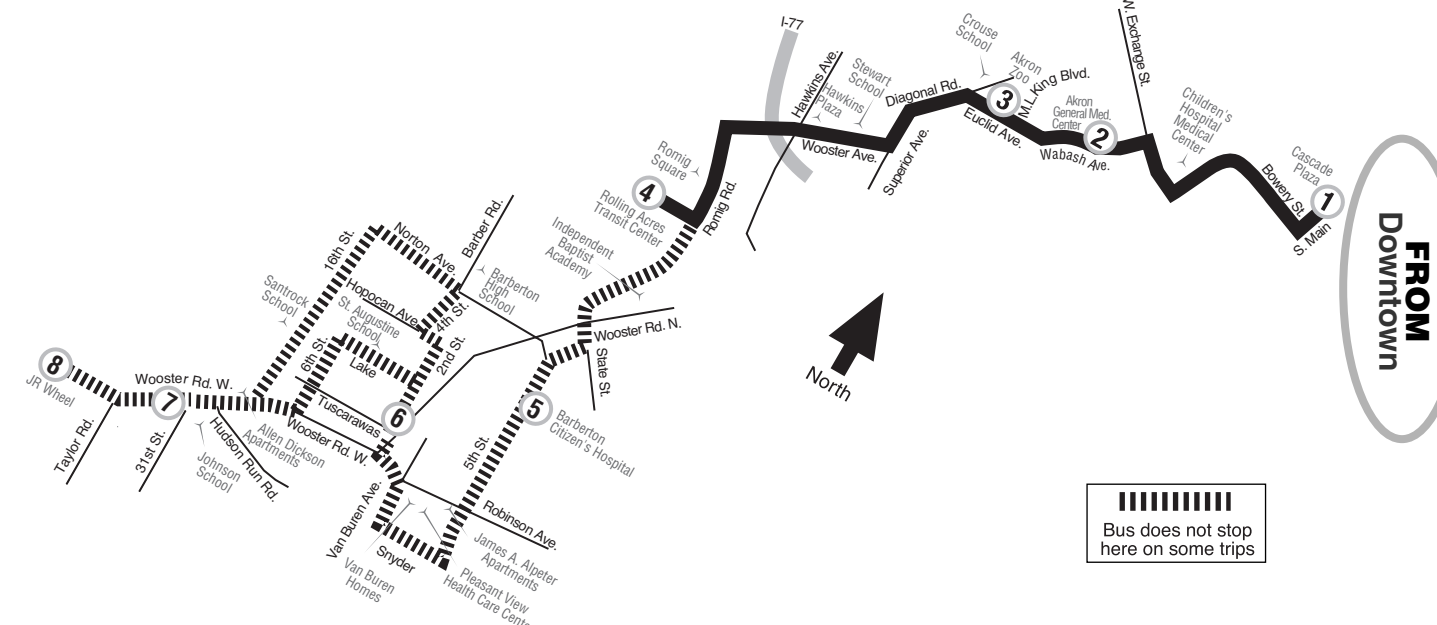 I-77
Hawkins Ave.
Stewart
School
Hawkins
Plaza
Crouse
School
Akron
Zoo
M.L.King Blvd.
W. Exchange St.
Diagonal Rd.
3
Euclid Ave.
Akron
General Med.
Center
2
Wabash Ave.
Children's
Hospital
Medical
Center
Cascade
Plaza
1
Bowery St.
S. Main
FROM
Downtown
Wooster Ave.
Superior Ave.
Romig
Square
4
Rolling Acres
Transit Center
Romig Rd.
Independent
Baptist
Academy
Barber Rd.
Norton Ave.
16th St.
Barberton
High
School
Hopocan Ave.
4th St.
Santrock
School
St. Augustine
School
6th St.
Lake
2nd St.
Wooster Rd. N.
State St.
North
8
JR Wheel
Wooster Rd. W.
7
Tuscarawas
6
5
Barberton
Citizen's Hospital
Wooster Rd. W.
Taylor Rd.
31st St.
Johnson
School
Hudson Run Rd.
Allen Dickson
Apartments
5th St.
Van Buren Ave.
Robinson Ave.
Snyder
Van Buren
Homes
James A. Alpeter
Apartments
Pleasant View
Health Care Cente
Bus does not stop
here on some trips